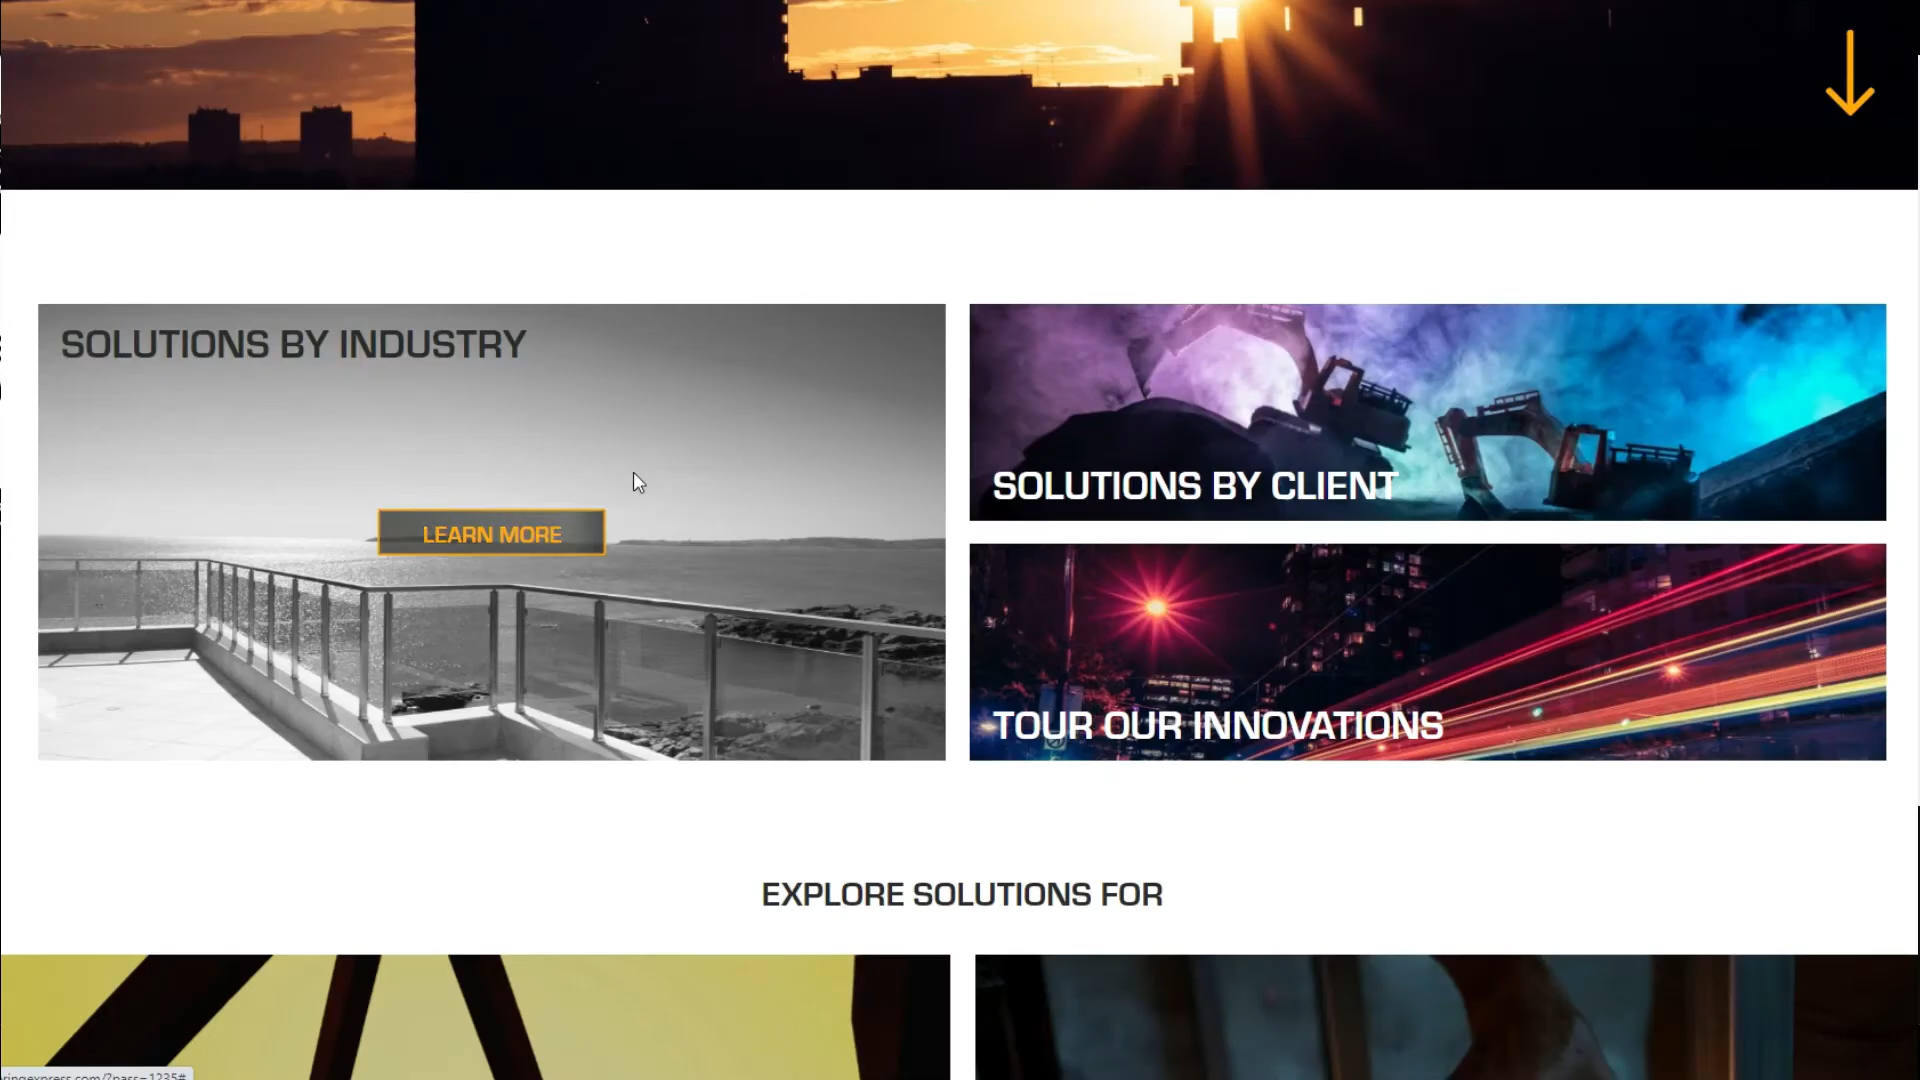 SOLUTIONS BY INDUSTRY
LEARN MORE
SOLUTIONS BY CLIENT
TOUR OUR INNOVATIONS
EXPLORE SOLUTIONS FOR